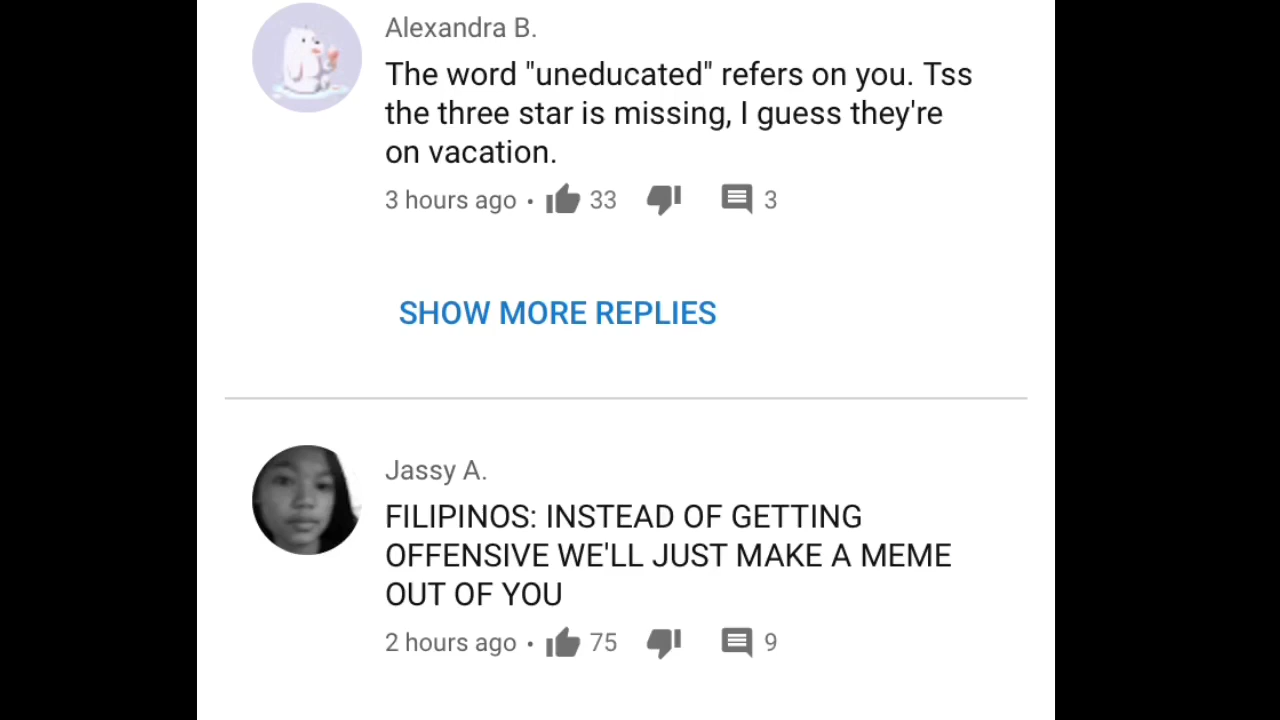 Alexandra B.
The word "uneducated" refers on you. Tss
the three star is missing, I guess they're
on vacation.
3 hours ago • 33 3
SHOW MORE REPLIES
Jassy A.
FILIPINOS: INSTEAD OF GETTING
OFFENSIVE WE'LL JUST MAKE A MEME
OUT OF YOU
2 hours ago • 75 9